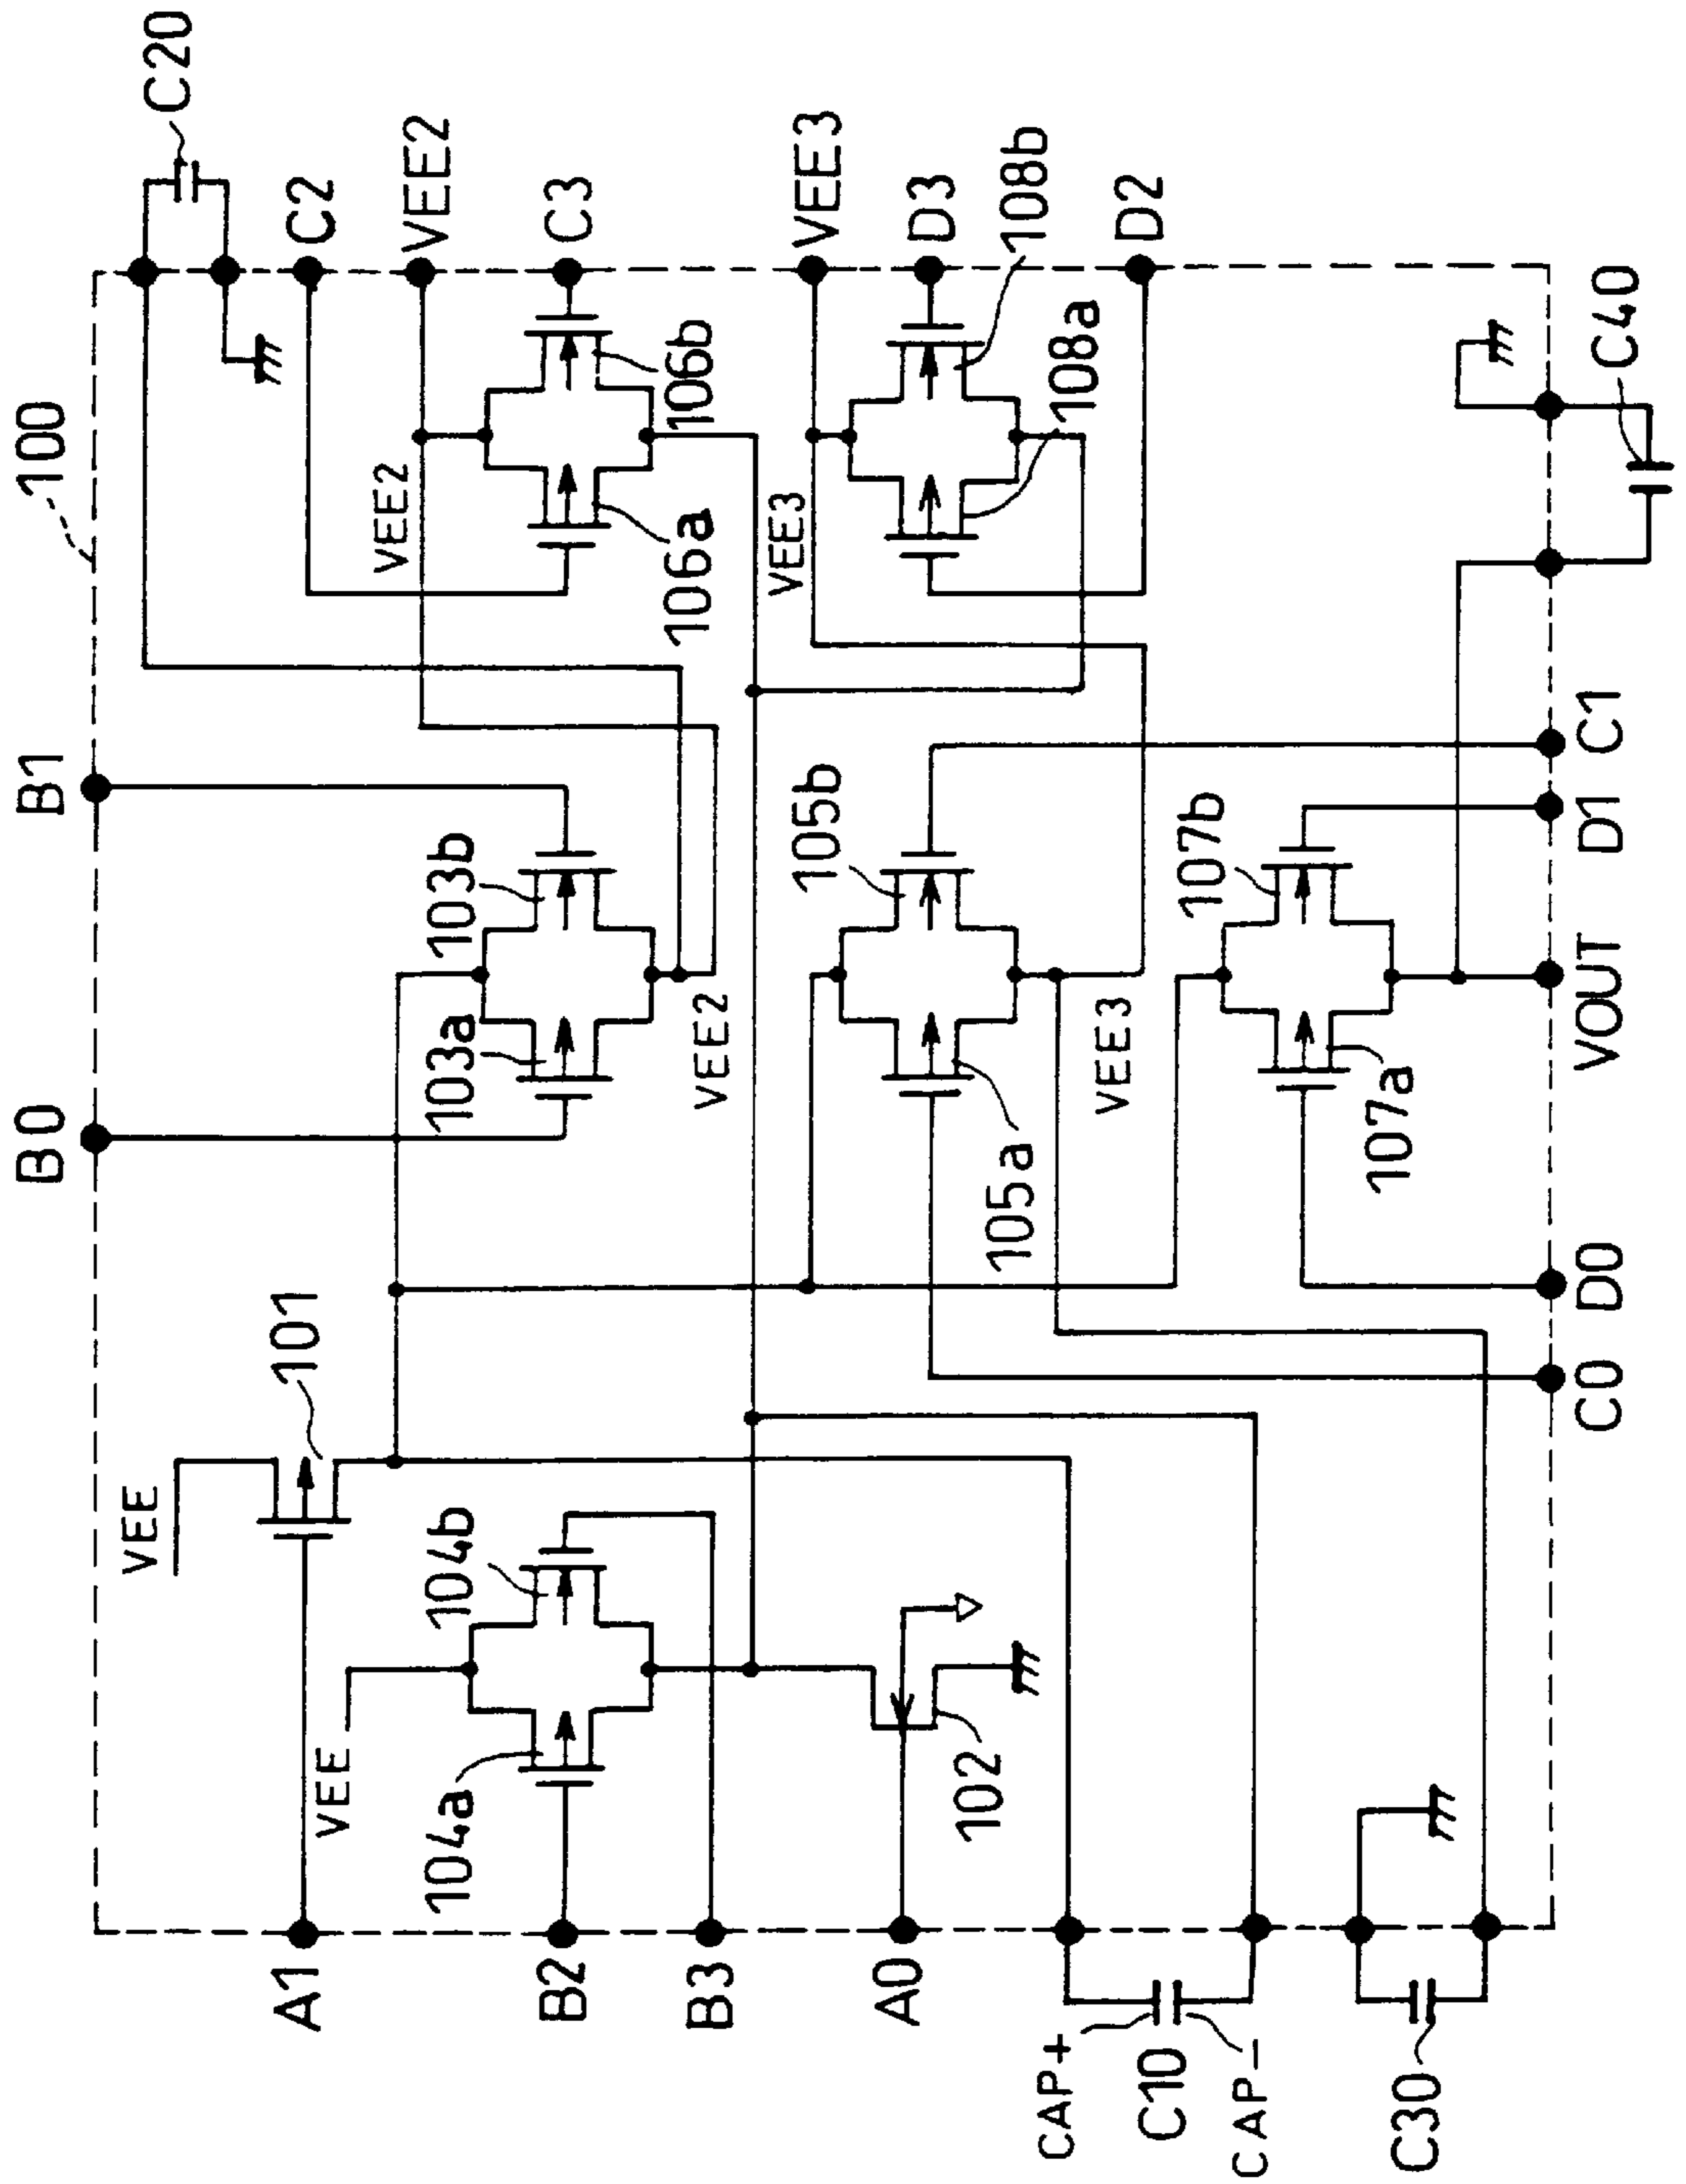 100
B0
B1
C20
C2
VEE2
C3
VEE3
D3
108b
D2
VEE
101
VEE
104a
104b
103a
103b
VEE2
VEE2
106a
106b
VEE3
108a
105a
105b
VEE3
107a
107b
102
A1
B2
B3
A0
CAP+
C10
CAP−
C30
C0
D0
VOUT
D1
C1
C40